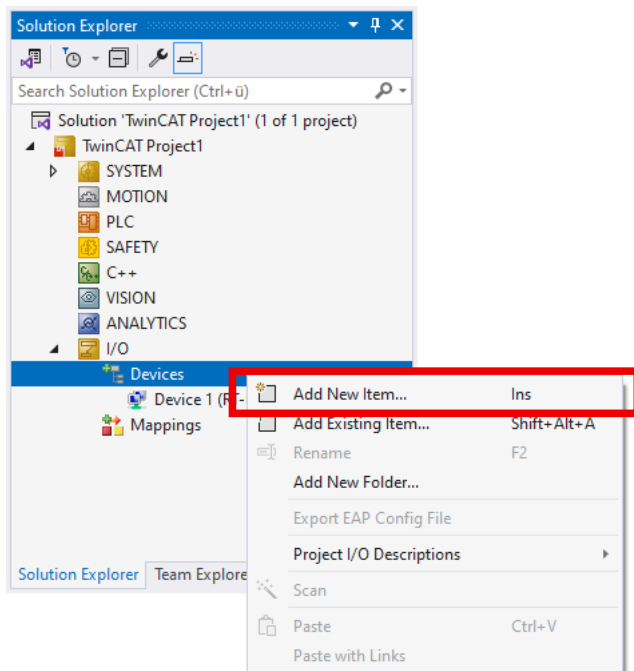 Solution Explorer
Search Solution Explorer (Ctrl+ü)
Solution 'TwinCAT Project1' (1 of 1 project)
TwinCAT Project1
SYSTEM
MOTION
PLC
SAFETY
C++
VISION
ANALYTICS
I/O
Devices
Device 1 (RT-
Mappings
Add New Item... Ins
Add Existing Item... Shift+Alt+A
Rename F2
Add New Folder...
Export EAP Config File
Project I/O Descriptions
Scan
Paste Ctrl+V
Paste with Links
Solution Explorer Team Explore